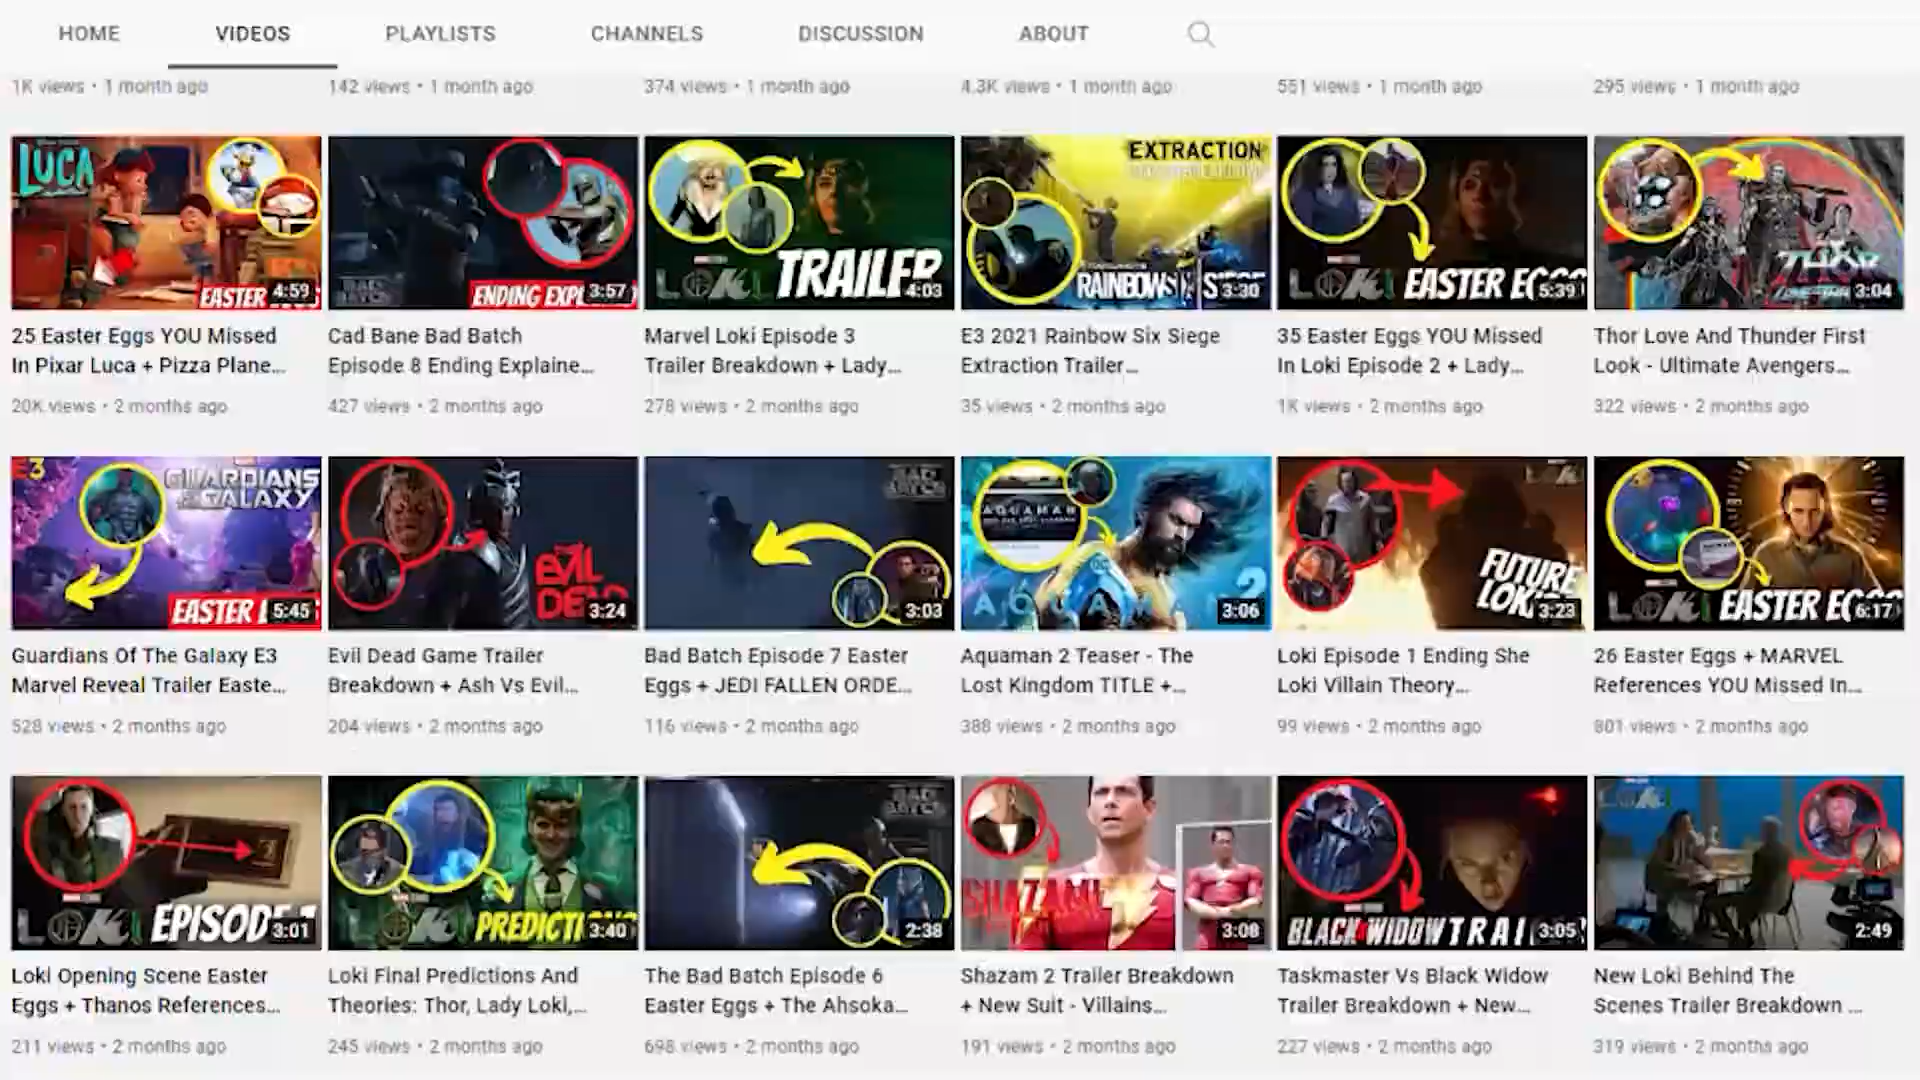 HOME VIDEOS PLAYLISTS CHANNELS DISCUSSION ABOUT
1K views • 1 month ago
142 views • 1 month ago
374 views • 1 month ago
4.3K views • 1 month ago
551 views • 1 month ago
295 views • 1 month ago
LUCA
EASTER
4:59
ENDING EXPL
3:57
LOKI TRAILER
4:03
EXTRACTION
RAINBOW SIX SIEGE
3:30
LOKI EASTER EGGS
5:39
THOR
3:04
25 Easter Eggs YOU Missed
In Pixar Luca + Pizza Plane...
20K views • 2 months ago
Cad Bane Bad Batch
Episode 8 Ending Explaine...
427 views • 2 months ago
Marvel Loki Episode 3
Trailer Breakdown + Lady...
278 views • 2 months ago
E3 2021 Rainbow Six Siege
Extraction Trailer...
35 views • 2 months ago
35 Easter Eggs YOU Missed
In Loki Episode 2 + Lady...
1K views • 2 months ago
Thor Love And Thunder First
Look - Ultimate Avengers...
322 views • 2 months ago
E3
GUARDIANS
GALAXY
EASTER
5:45
EVIL
DEAD
3:24
BAD
BATCH
3:03
AQUAMAN
AQUAMAN 2
3:06
FUTURE
LOKI
3:23
LOKI EASTER EGGS
6:17
Guardians Of The Galaxy E3
Marvel Reveal Trailer Easte...
528 views • 2 months ago
Evil Dead Game Trailer
Breakdown + Ash Vs Evil...
204 views • 2 months ago
Bad Batch Episode 7 Easter
Eggs + JEDI FALLEN ORDE...
116 views • 2 months ago
Aquaman 2 Teaser - The
Lost Kingdom TITLE +...
388 views • 2 months ago
Loki Episode 1 Ending She
Loki Villain Theory...
99 views • 2 months ago
26 Easter Eggs + MARVEL
References YOU Missed In...
801 views • 2 months ago
LOKI EPISODE 1
3:01
LOKI PREDICTI
3:40
BAD
BATCH
2:38
SHAZAM!
3:08
BLACK WIDOW TRAI
3:05
LOKI
2:49
Loki Opening Scene Easter
Eggs + Thanos References...
211 views • 2 months ago
Loki Final Predictions And
Theories: Thor, Lady Loki,...
245 views • 2 months ago
The Bad Batch Episode 6
Easter Eggs + The Ahsoka...
698 views • 2 months ago
Shazam 2 Trailer Breakdown
+ New Suit - Villains...
191 views • 2 months ago
Taskmaster Vs Black Widow
Trailer Breakdown + New...
227 views • 2 months ago
New Loki Behind The
Scenes Trailer Breakdown ...
319 views • 2 months ago